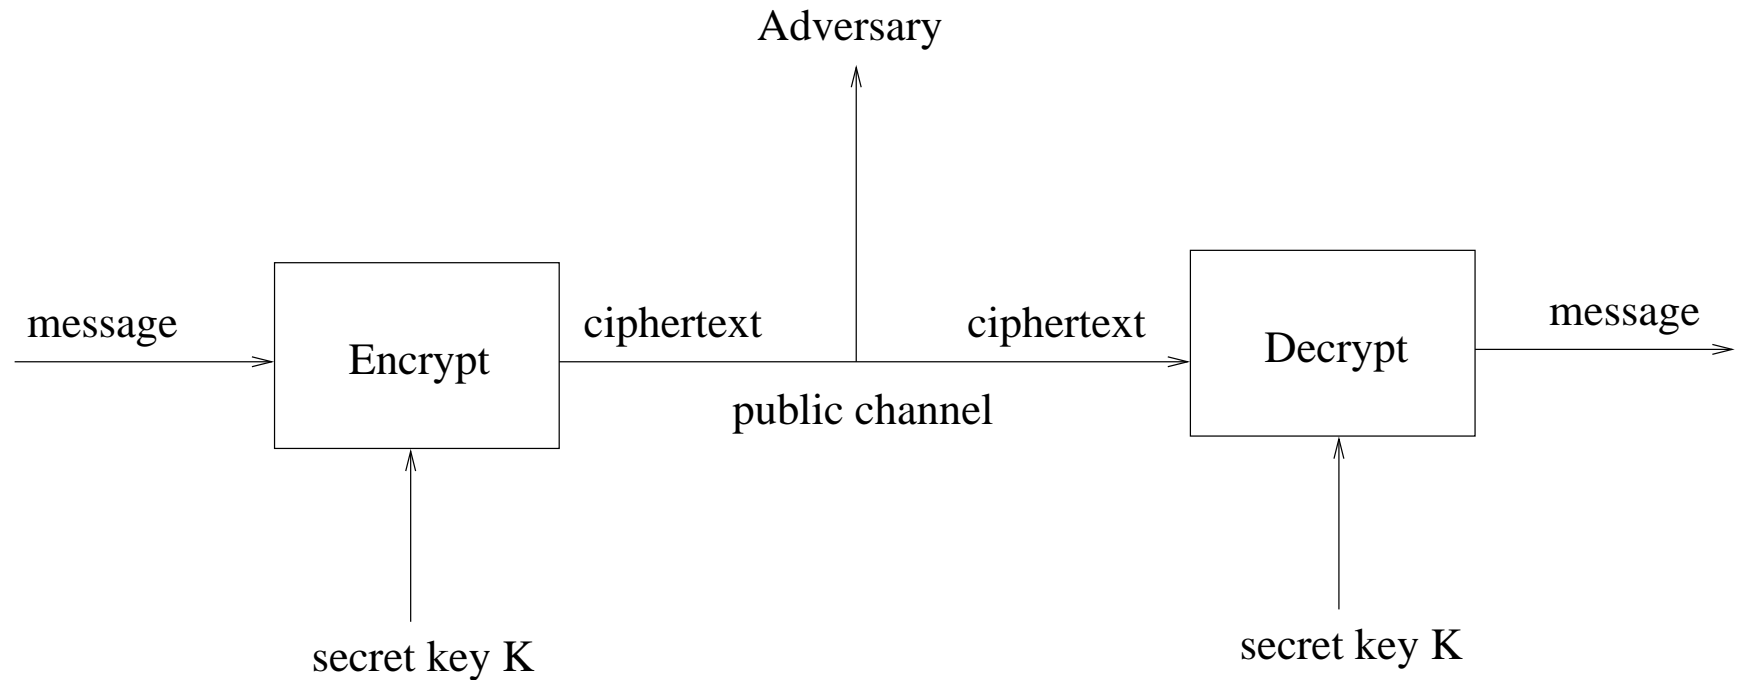 Adversary
message
Encrypt
ciphertext
public channel
ciphertext
Decrypt
message
secret key K
secret key K